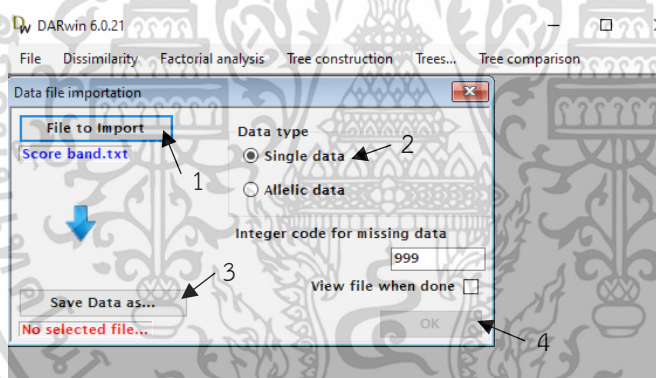 DARwin 6.0.21
File Dissimilarity Factorial analysis Tree construction Trees... Tree comparison
Data file importation
File to Import
Score band.txt
1
Data type
Single data
2
Allelic data
Integer code for missing data
999
View file when done
3
Save Data as...
No selected file...
OK
4